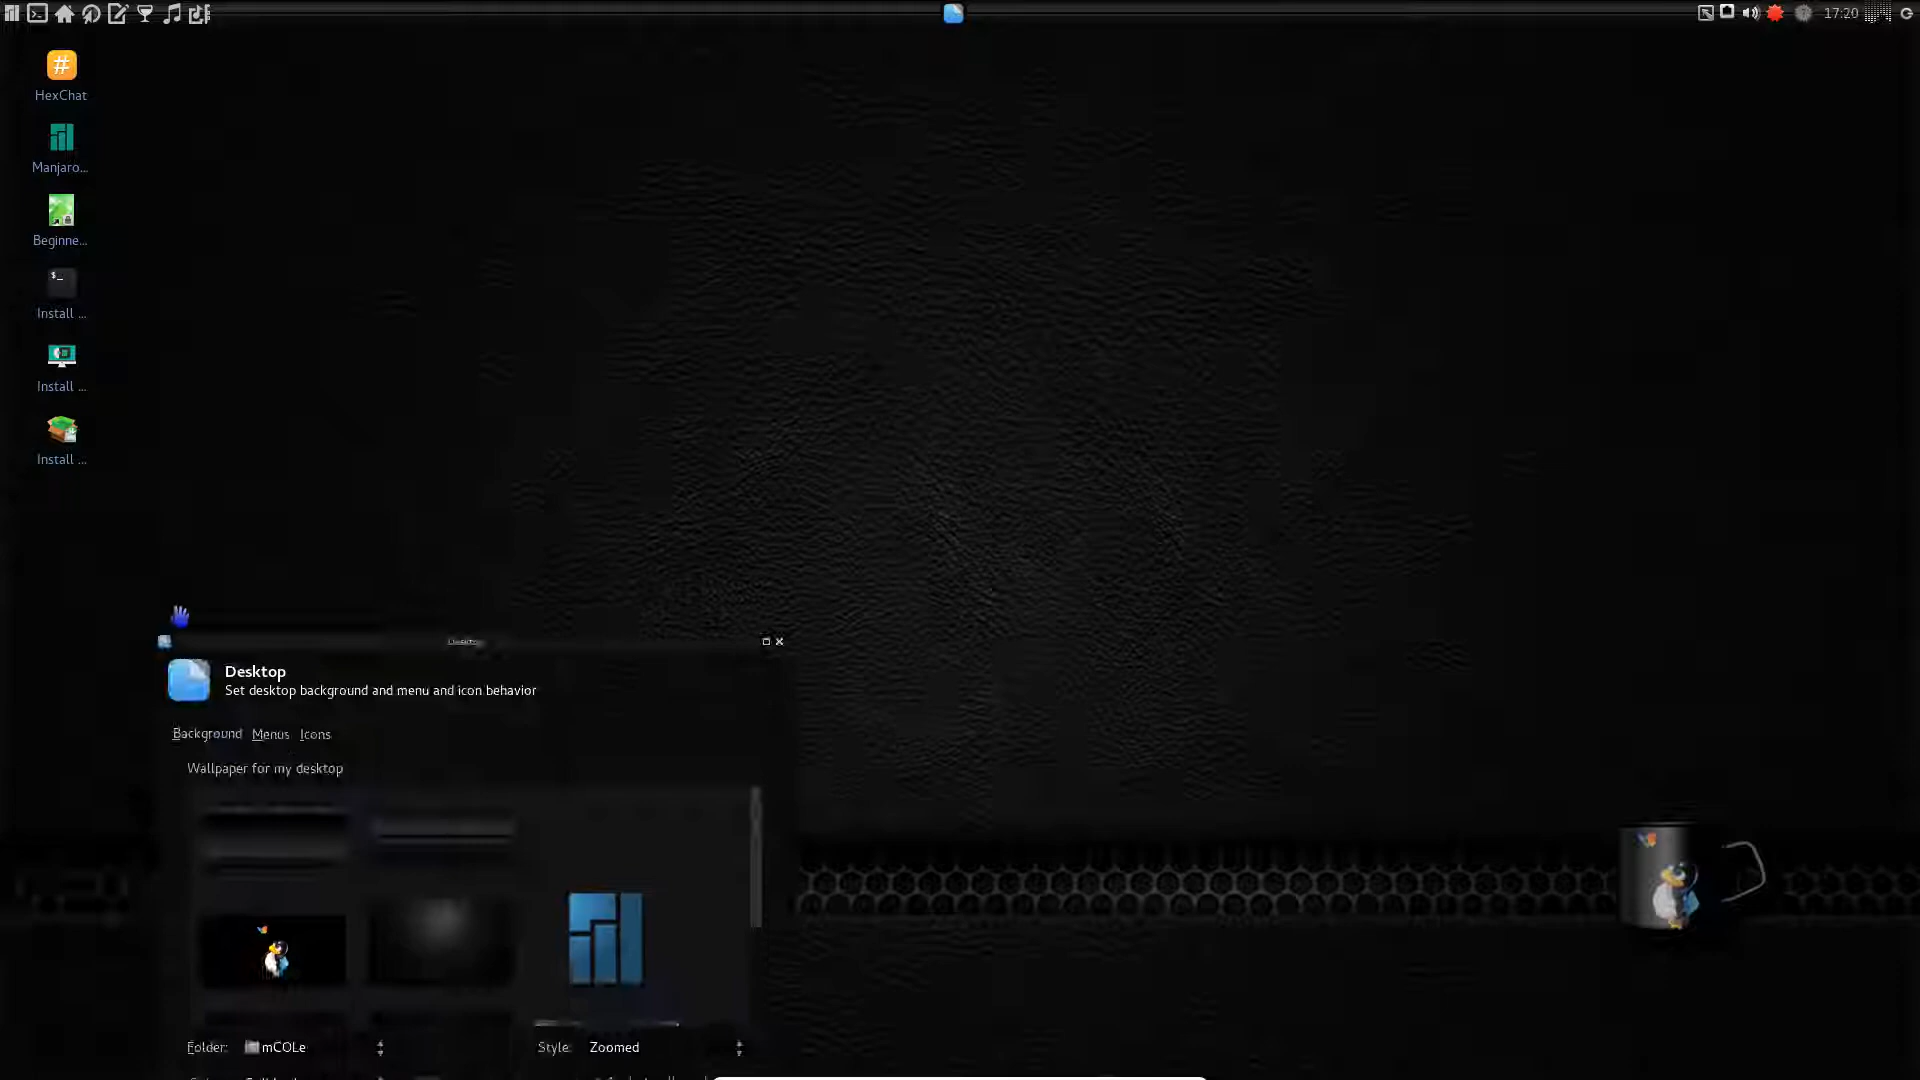 17:20
HexChat
Manjaro...
Beginne...
Install ...
Install ...
Install ...
Desktop
Desktop
Set desktop background and menu and icon behavior
Background Menus Icons
Wallpaper for my desktop
Folder: mCOLe Style: Zoomed